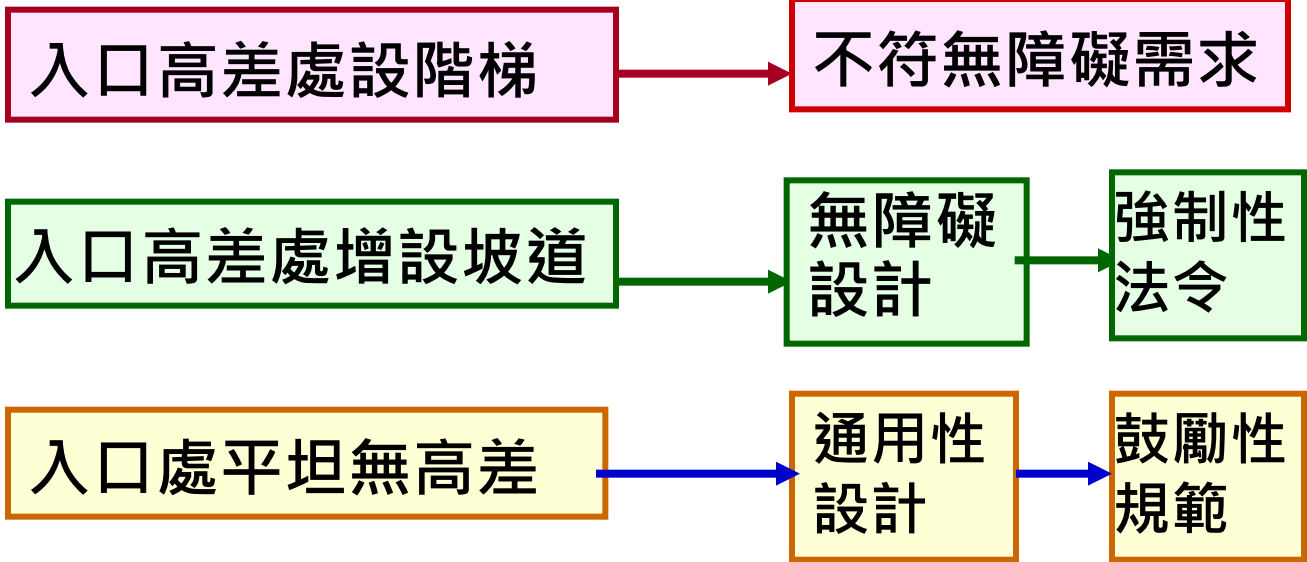 入口高差處設階梯
不符無障礙需求
入口高差處增設坡道
無障礙
設計
強制性
法令
入口處平坦無高差
通用性
設計
鼓勵性
規範